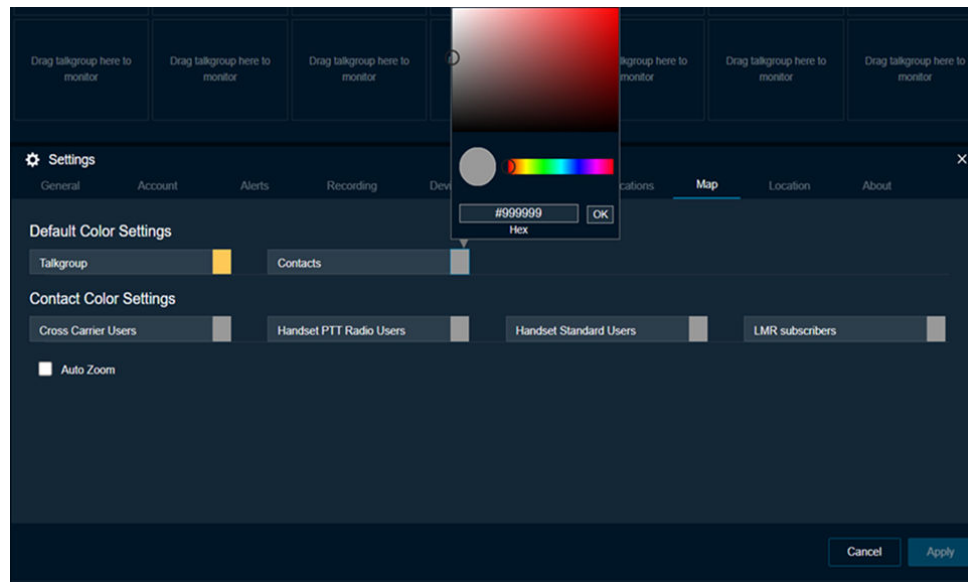 Drag talkgroup here to
monitor
Drag talkgroup here to
monitor
Drag talkgroup here to
monitor
lkgroup here to
monitor
Drag talkgroup here to
monitor
Drag talkgroup here to
monitor
#999999 OK
Hex
Settings
General Account Alerts Recording Devi cations Map Location About
Default Color Settings
Talkgroup Contacts
Contact Color Settings
Cross Carrier Users Handset PTT Radio Users Handset Standard Users LMR subscribers
Auto Zoom
Cancel Apply